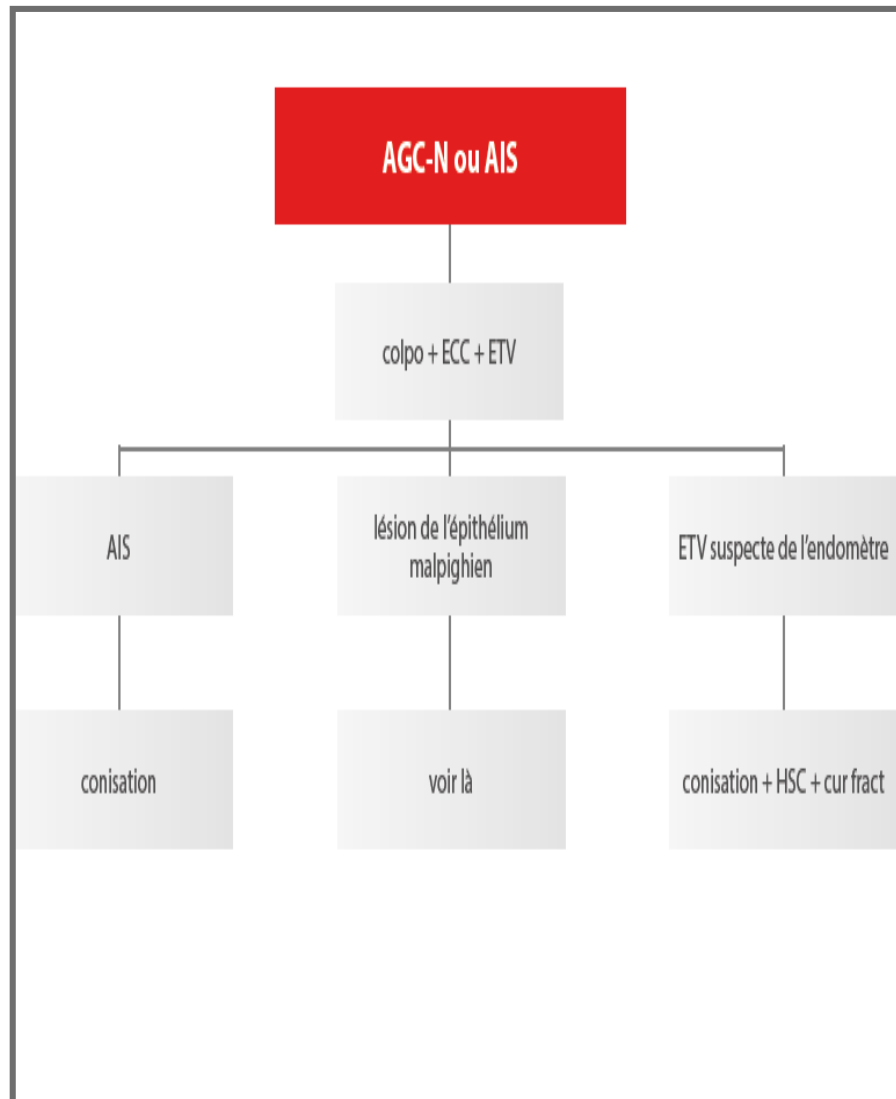 AGC-N ou AIS
colpo + ECC + ETV
AIS
lésion de l'épithélium
malpighien
ETV suspecte de l'endomètre
conisation
voir là
conisation + HSC + cur fract